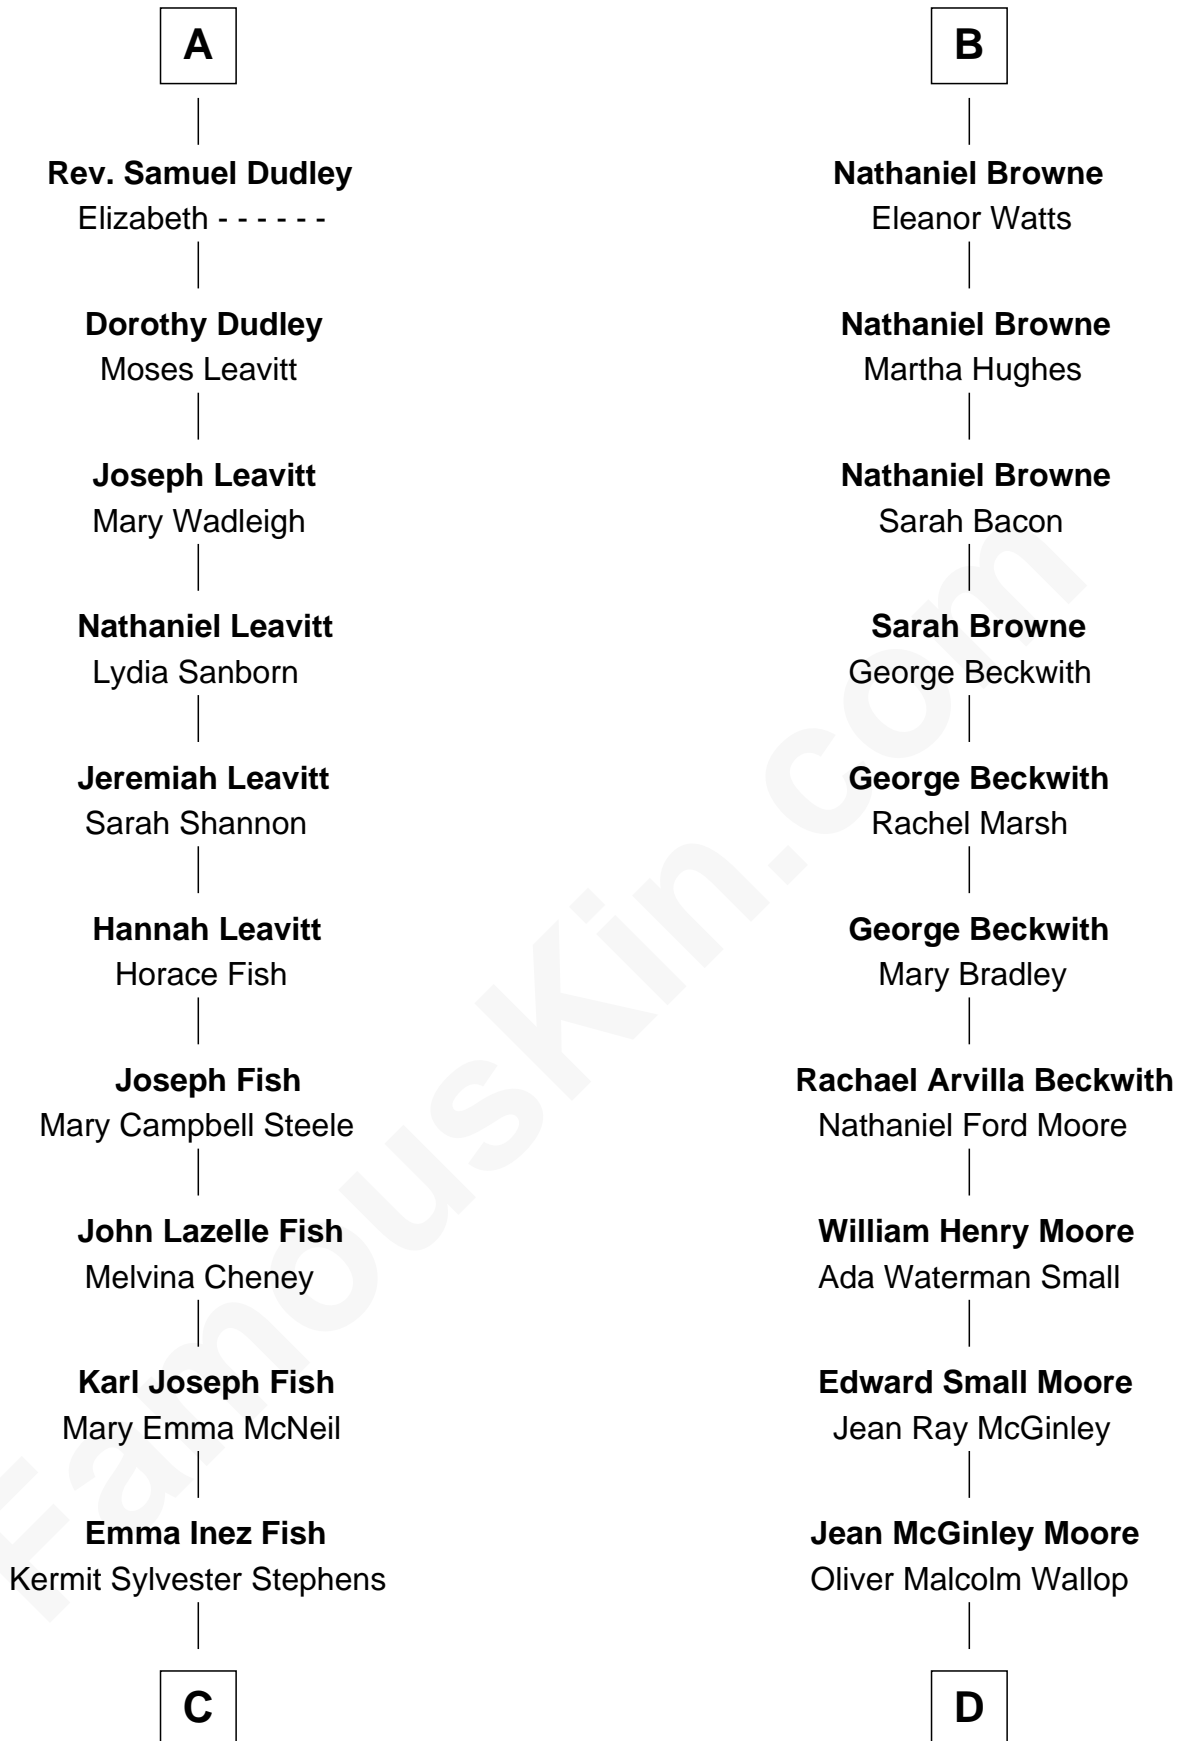 A
Rev. Samuel Dudley
Elizabeth - - - - - -
Dorothy Dudley
Moses Leavitt
Joseph Leavitt
Mary Wadleigh
Nathaniel Leavitt
Lydia Sanborn
Jeremiah Leavitt
Sarah Shannon
Hannah Leavitt
Horace Fish
Joseph Fish
Mary Campbell Steele
John Lazelle Fish
Melvina Cheney
Karl Joseph Fish
Mary Emma McNeil
Emma Inez Fish
Kermit Sylvester Stephens
C
B
Nathaniel Browne
Eleanor Watts
Nathaniel Browne
Martha Hughes
Nathaniel Browne
Sarah Bacon
Sarah Browne
George Beckwith
George Beckwith
Rachel Marsh
George Beckwith
Mary Bradley
Rachael Arvilla Beckwith
Nathaniel Ford Moore
William Henry Moore
Ada Waterman Small
Edward Small Moore
Jean Ray McGinley
Jean McGinley Moore
Oliver Malcolm Wallop
D
FamousKin.com